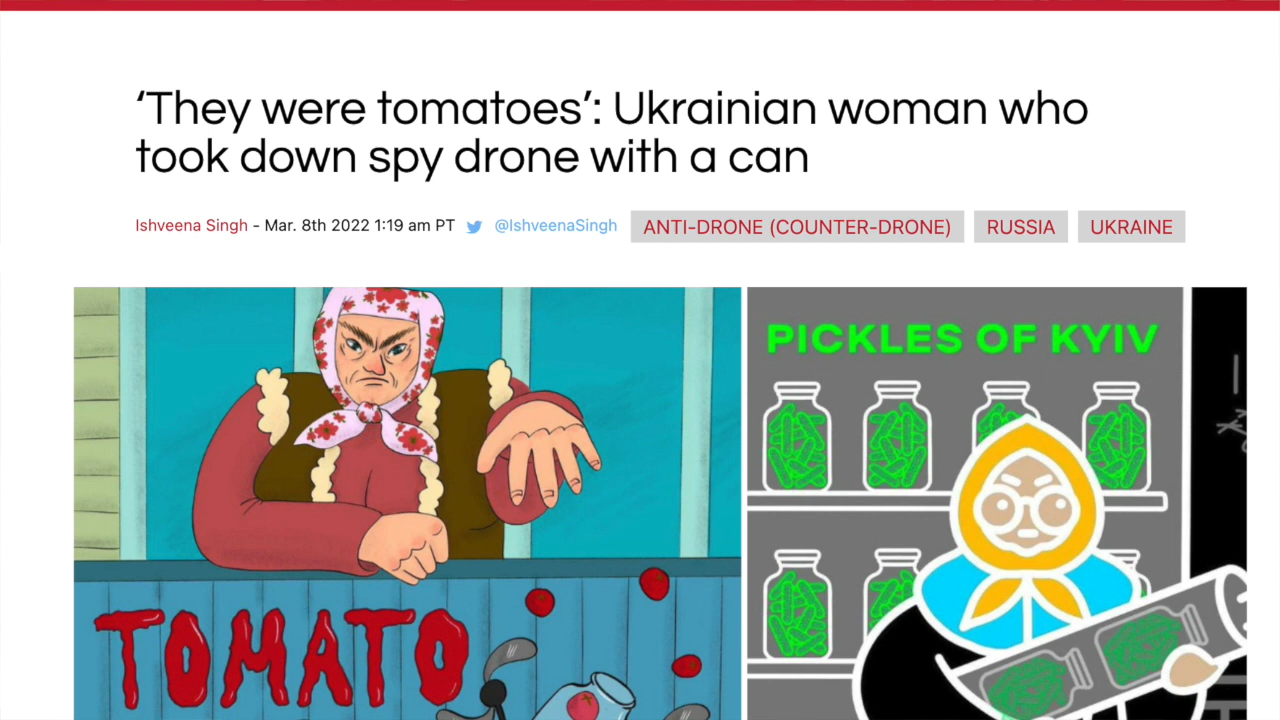 ‘They were tomatoes’: Ukrainian woman who
took down spy drone with a can
Ishveena Singh - Mar. 8th 2022 1:19 am PT @IshveenaSingh ANTI-DRONE (COUNTER-DRONE) RUSSIA UKRAINE
PICKLES OF KYIV
TOMATO